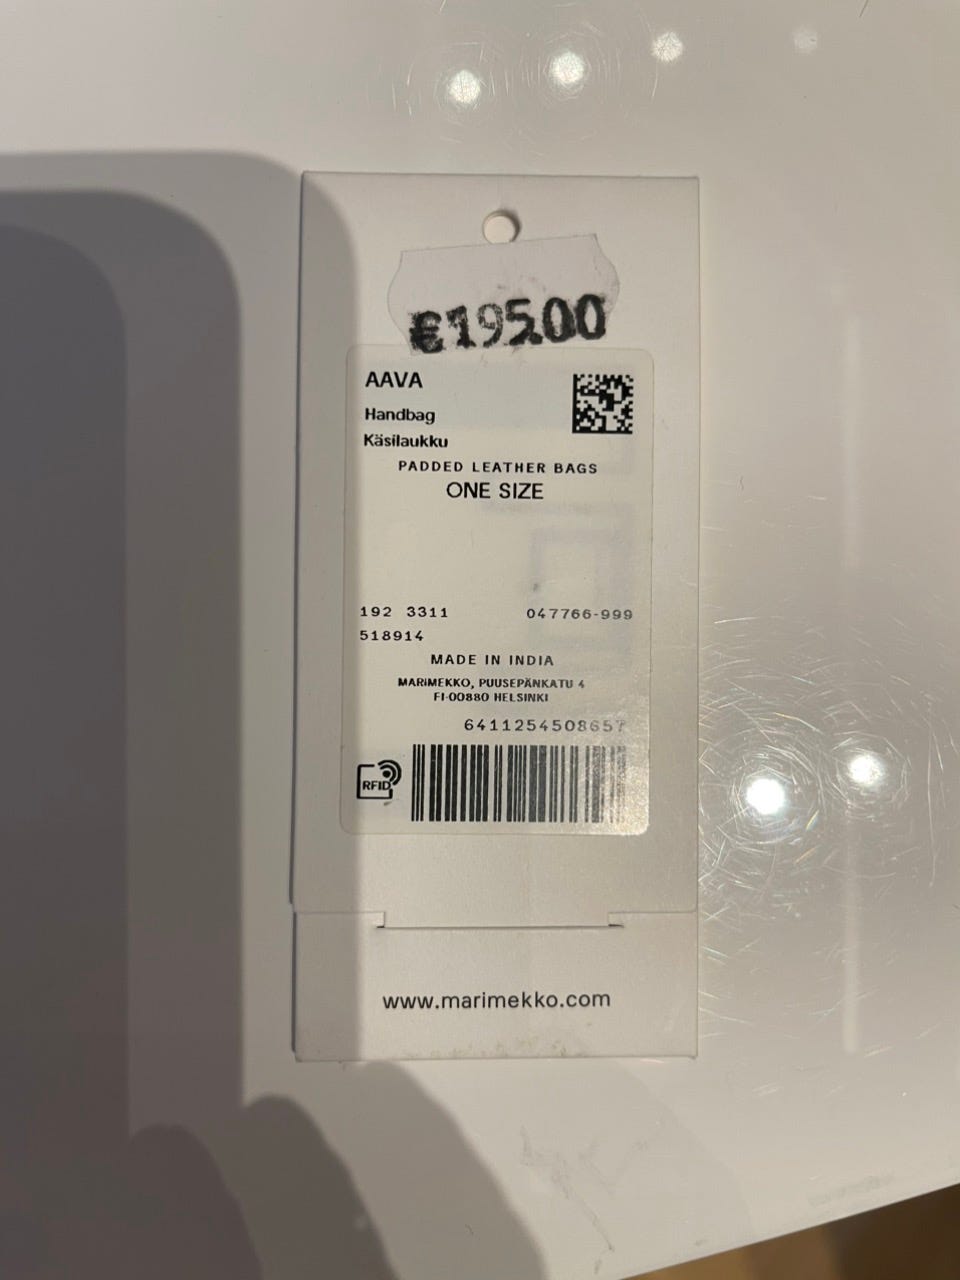 €195.00
AAVA
Handbag
Käsilaukku
PADDED LEATHER BAGS
ONE SIZE
192 3311 047766-999
518914
MADE IN INDIA
MARIMEKKO, PUUSEPÄNKATU 4
FI-00880 HELSINKI
6411254508657
RFID
www.marimekko.com